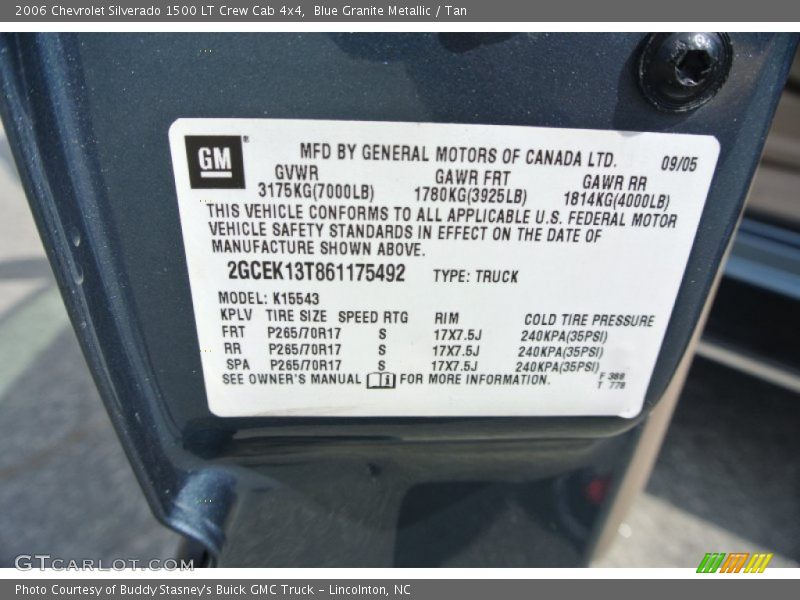 2006 Chevrolet Silverado 1500 LT Crew Cab 4x4, Blue Granite Metallic / Tan
GM ®
MFD BY GENERAL MOTORS OF CANADA LTD. 09/05
GVWR GAWR FRT GAWR RR
3175KG(7000LB) 1780KG(3925LB) 1814KG(4000LB)
THIS VEHICLE CONFORMS TO ALL APPLICABLE U.S. FEDERAL MOTOR
VEHICLE SAFETY STANDARDS IN EFFECT ON THE DATE OF
MANUFACTURE SHOWN ABOVE.
2GCEK13T861175492 TYPE: TRUCK
MODEL: K15543
KPLV TIRE SIZE SPEED RTG RIM COLD TIRE PRESSURE
FRT P265/70R17 S 17X7.5J 240KPA(35PSI)
RR P265/70R17 S 17X7.5J 240KPA(35PSI)
SPA P265/70R17 S 17X7.5J 240KPA(35PSI)
SEE OWNER'S MANUAL FOR MORE INFORMATION.
F 388
T 778
GTCarLot.com
Photo Courtesy of Buddy Stasney's Buick GMC Truck - Lincolnton, NC